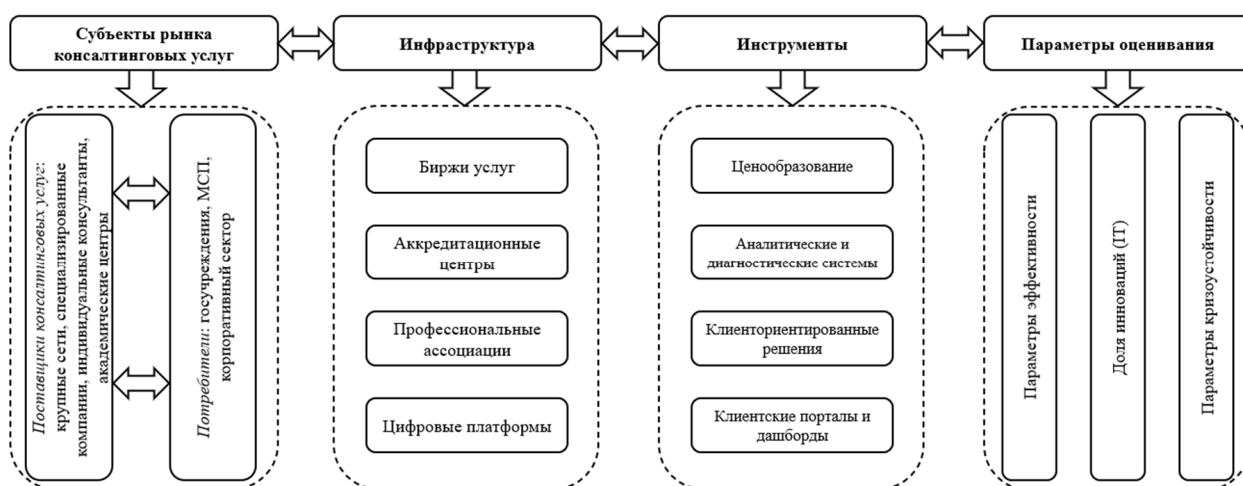 Субъекты рынка
консалтинговых услуг
Инфраструктура
Инструменты
Параметры оценивания
Поставщики консалтинговых услуг:
крупные сети, специализированные
компании, индивидуальные консультанты,
академические центры
Потребители: госучреждения, МСП,
корпоративный сектор
Биржи услуг
Аккредитационные
центры
Профессиональные
ассоциации
Цифровые платформы
Ценообразование
Аналитические и
диагностические системы
Клиенториентированные
решения
Клиентские порталы и
дашборды
Параметры эффективности
Доля инноваций (IT)
Параметры кризоустойчивости